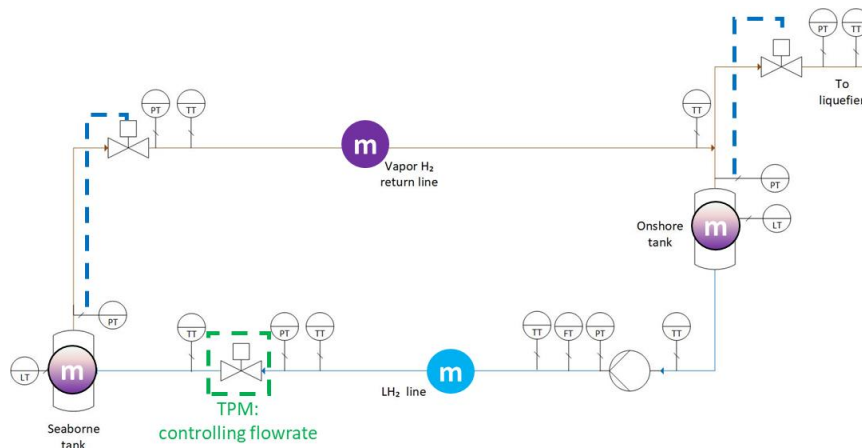 PT
TT
To
liquefier
PT
TT
m
Vapor H₂
return line
TT
PT
Onshore
tank
m
LT
PT
TT
PT
TT
TT
FT
PT
TT
LT
m
m
LH₂ line
Seaborne
tank
TPM:
controlling flowrate